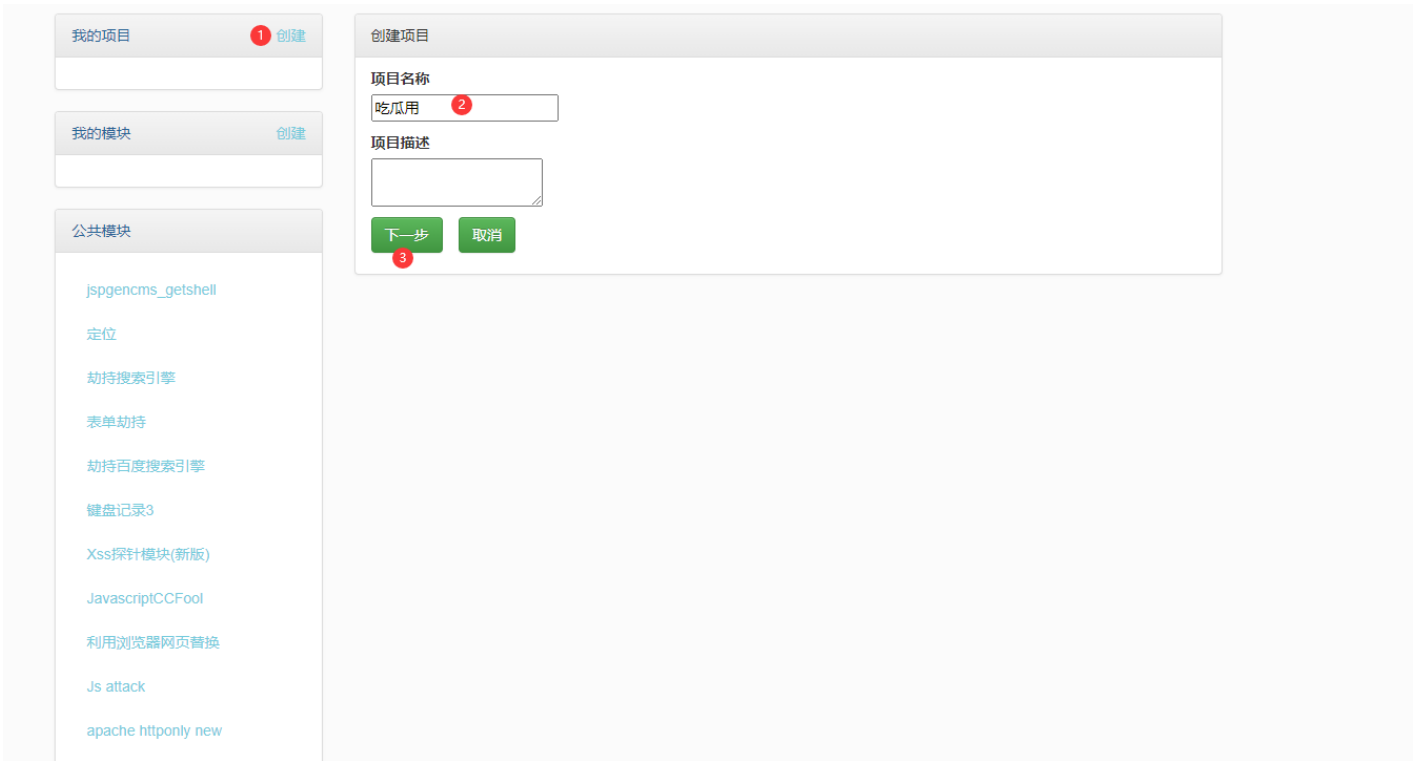 我的项目
1 创建
我的模块
创建
公共模块
jspgencms_getshell
定位
劫持搜索引擎
表单劫持
劫持百度搜索引擎
键盘记录3
Xss探针模块(新版)
JavascriptCCFool
利用浏览器网页替换
Js attack
apache httponly new
创建项目
项目名称
吃瓜用 2
项目描述
下一步 取消
3